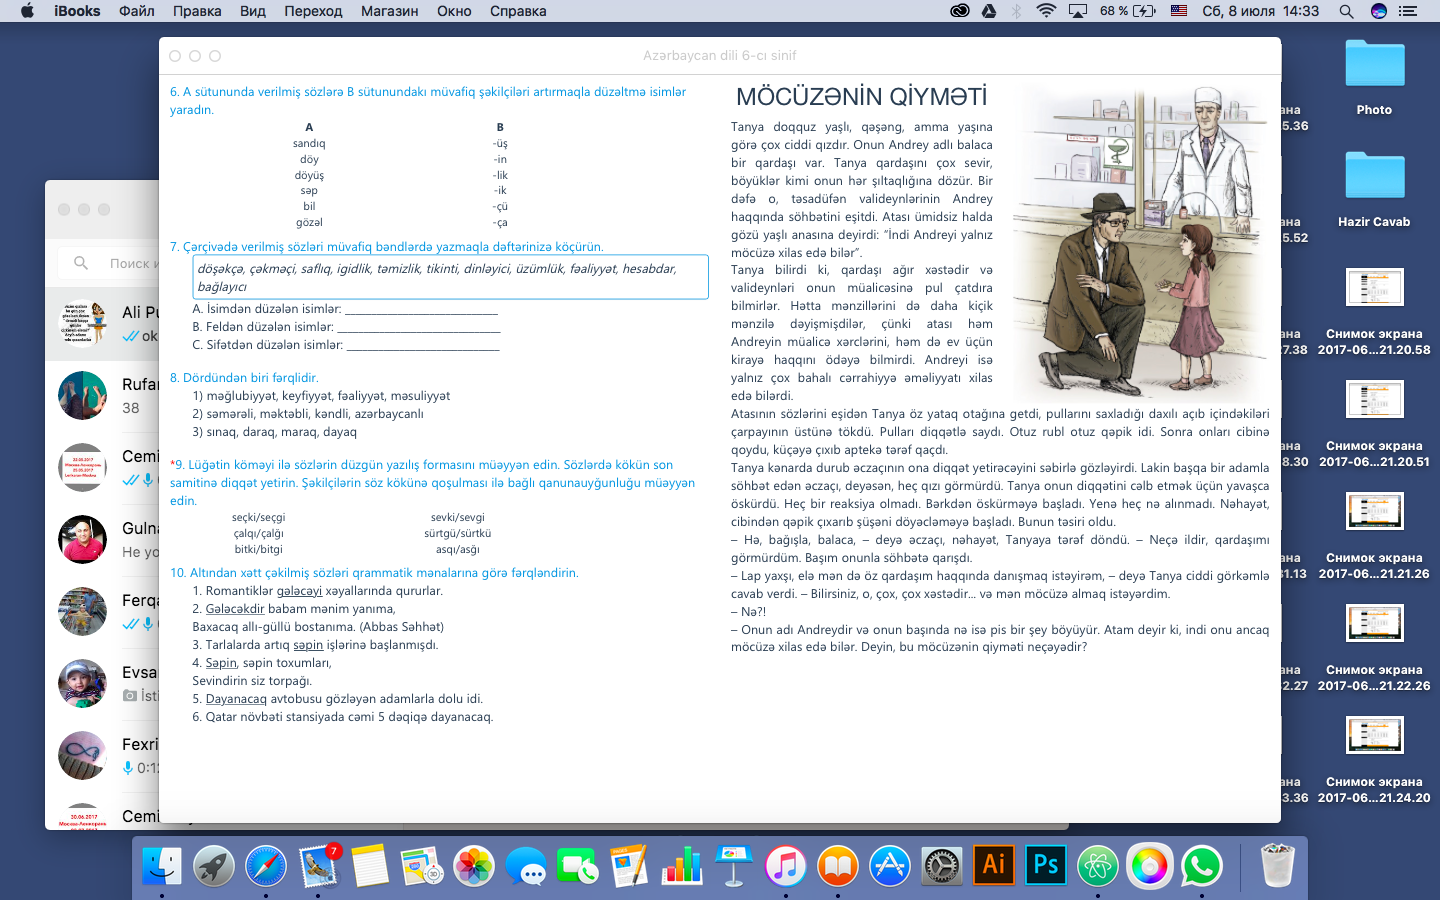 iBooks Файл Правка Вид Переход Магазин Окно Справка 68 % Сб, 8 июля 14:33
Azərbaycan dili 6-cı sinif
6. A sütununda verilmiş sözlərə B sütunundakı müvafiq şəkilçiləri artırmaqla düzəltmə isimlər
yaradın.
A B
sandıq -üş
döy -in
döyüş -lik
səp -ik
bil -çü
gözəl -ça
7. Çərçivədə verilmiş sözləri müvafiq bəndlərdə yazmaqla dəftərinizə köçürün.
döşəkçə, çəkməçi, saflıq, igidlik, təmizlik, tikinti, dinləyici, üzümlük, fəaliyyət, hesabdar,
bağlayıcı
A. İsimdən düzələn isimlər: ________________________
B. Feldən düzələn isimlər: __________________________
C. Sifətdən düzələn isimlər: ________________________
8. Dördündən biri fərqlidir.
1) məğlubiyyət, keyfiyyət, fəaliyyət, məsuliyyət
2) səmərəli, məktəbli, kəndli, azərbaycanlı
3) sınaq, daraq, maraq, dayaq
*9. Lüğətin köməyi ilə sözlərin düzgün yazılış formasını müəyyən edin. Sözlərdə kökün son
samitinə diqqət yetirin. Şəkilçilərin söz kökünə qoşulması ilə bağlı qanunauyğunluğu müəyyən
edin.
seçki/seçgi sevki/sevgi
çalqı/çalğı sürtgü/sürtkü
bitki/bitgi asqı/asğı
10. Altından xətt çəkilmiş sözləri qrammatik mənalarına görə fərqləndirin.
1. Romantiklər gələcəyi xəyallarında qururlar.
2. Gələcəkdir babam mənim yanıma,
Baxacaq allı-güllü bostanıma. (Abbas Səhhət)
3. Tarlalarda artıq səpin işlərinə başlanmışdı.
4. Səpin, səpin toxumları,
Sevindirin siz torpağı.
5. Dayanacaq avtobusu gözləyən adamlarla dolu idi.
6. Qatar növbəti stansiyada cəmi 5 dəqiqə dayanacaq.
MÖCÜZƏNİN QİYMƏTİ
Tanya doqquz yaşlı, qəşəng, amma yaşına
görə çox ciddi qızdır. Onun Andrey adlı balaca
bir qardaşı var. Tanya qardaşını çox sevir,
böyüklər kimi onun hər şıltaqlığına dözür. Bir
dəfə o, təsadüfən valideynlərinin Andrey
haqqında söhbətini eşitdi. Atası ümidsiz halda
gözü yaşlı anasına deyirdi: “İndi Andreyi yalnız
möcüzə xilas edə bilər”.
Tanya bilirdi ki, qardaşı ağır xəstədir və
valideynləri onun müalicəsinə pul çatdıra
bilmirlər. Hətta mənzillərini də daha kiçik
mənzilə dəyişmişdilər, çünki atası həm
Andreyin müalicə xərclərini, həm də ev üçün
kirayə haqqını ödəyə bilmirdi. Andreyi isə
yalnız çox bahalı cərrahiyyə əməliyyatı xilas
edə bilərdi.
Atasının sözlərini eşidən Tanya öz yataq otağına getdi, pullarını saxladığı daxılı açıb içindəkiləri
çarpayının üstünə tökdü. Pulları diqqətlə saydı. Otuz rubl otuz qəpik idi. Sonra onları cibinə
qoydu, küçəyə çıxıb aptekə tərəf qaçdı.
Tanya kənarda durub əczaçının ona diqqət yetirəcəyini səbirlə gözləyirdi. Lakin başqa bir adamla
söhbət edən əczaçı, deyəsən, heç qızı görmürdü. Tanya onun diqqətini cəlb etmək üçün yavaşca
öskürdü. Heç bir reaksiya olmadı. Bərkdən öskürməyə başladı. Yenə heç nə alınmadı. Nəhayət,
cibindən qəpik çıxarıb şüşəni döyəcləməyə başladı. Bunun təsiri oldu.
– Hə, bağışla, balaca, – deyə əczaçı, nəhayət, Tanyaya tərəf döndü. – Neçə ildir, qardaşımı
görmürdüm. Başım onunla söhbətə qarışdı.
– Lap yaxşı, elə mən də öz qardaşım haqqında danışmaq istəyirəm, – deyə Tanya ciddi görkəmlə
cavab verdi. – Bilirsiniz, o, çox, çox xəstədir... və mən möcüzə almaq istəyərdim.
– Nə?!
– Onun adı Andreydir və onun başında nə isə pis bir şey böyüyür. Atam deyir ki, indi onu ancaq
möcüzə xilas edə bilər. Deyin, bu möcüzənin qiyməti neçəyədir?
Поиск и
Ali Pu
ok
Rufar
38
Cemi
Gulna
He yo
Ferqa
Evsa
İsti
Fexri
0:12
Cemi
Photo
Hazir Cavab
Снимок экрана
2017-06...21.20.58
Снимок экрана
2017-06...21.20.51
Снимок экрана
2017-06...21.21.26
Снимок экрана
2017-06...21.22.26
Снимок экрана
2017-06...21.24.20
ана
5.36
ана
5.52
ана
7.38
ана
8.30
ана
31.13
ана
2.27
ана
3.36
7
30
Ai
Ps